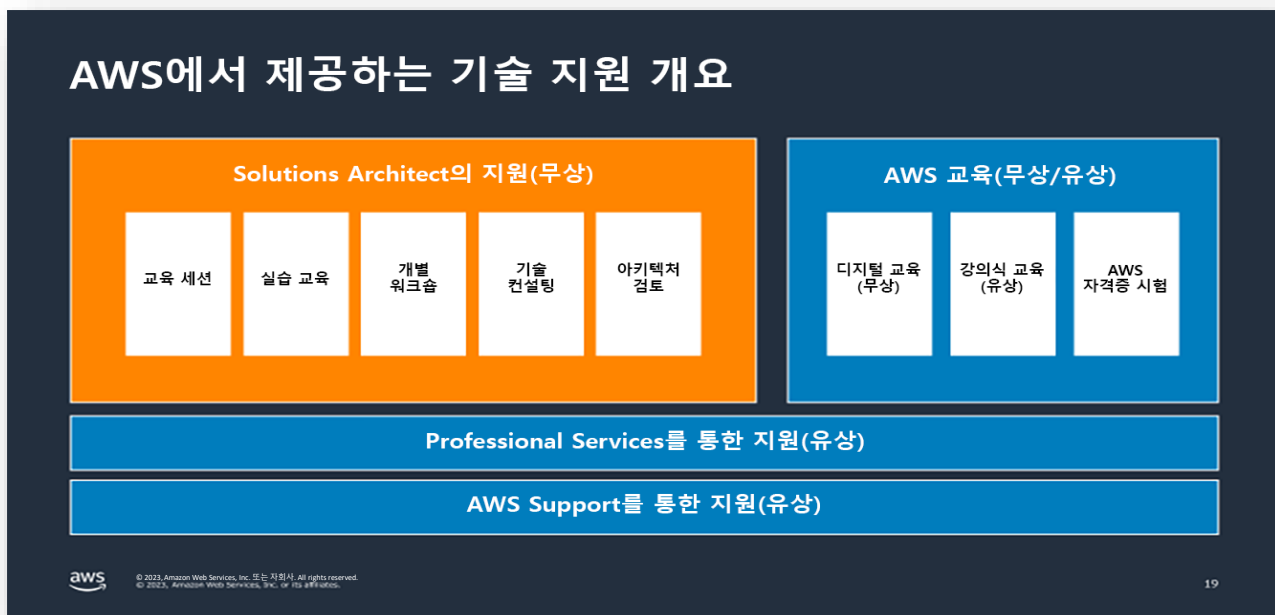 AWS에서 제공하는 기술 지원 개요
Solutions Architect의 지원(무상)
교육 세션
실습 교육
개별
워크숍
기술
컨설팅
아키텍처
검토
AWS 교육(무상/유상)
디지털 교육
(무상)
강의식 교육
(유상)
AWS
자격증 시험
Professional Services를 통한 지원(유상)
AWS Support를 통한 지원(유상)
aws
© 2023, Amazon Web Services, Inc. 또는 자회사. All rights reserved.
© 2023, Amazon Web Services, Inc. or its affiliates.
19